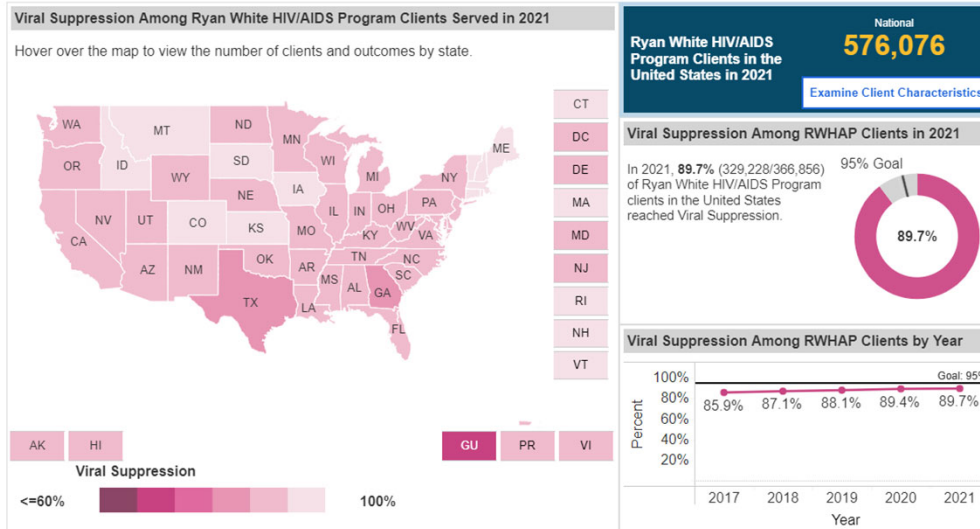 Viral Suppression Among Ryan White HIV/AIDS Program Clients Served in 2021
Hover over the map to view the number of clients and outcomes by state.
WA
MT
ND
MN
ME
OR
ID
SD
WI
WY
MI
NY
IA
NE
PA
NV
UT
IL
IN
OH
CO
KS
MO
WV
VA
CA
KY
NC
TN
OK
AZ
NM
AR
SC
MS
AL
GA
TX
LA
FL
CT
DC
DE
MA
MD
NJ
RI
NH
VT
AK
HI
GU
PR
VI
Viral Suppression
<=60%
100%
Ryan White HIV/AIDS
Program Clients in the
United States in 2021
National
576,076
Examine Client Characteristics
Viral Suppression Among RWHAP Clients in 2021
In 2021, 89.7% (329,228/366,856)
of Ryan White HIV/AIDS Program
clients in the United States
reached Viral Suppression.
95% Goal
89.7%
Viral Suppression Among RWHAP Clients by Year
Goal: 95%
100%
80%
60%
40%
20%
Percent
85.9%
87.1%
88.1%
89.4%
89.7%
2017
2018
2019
2020
2021
Year